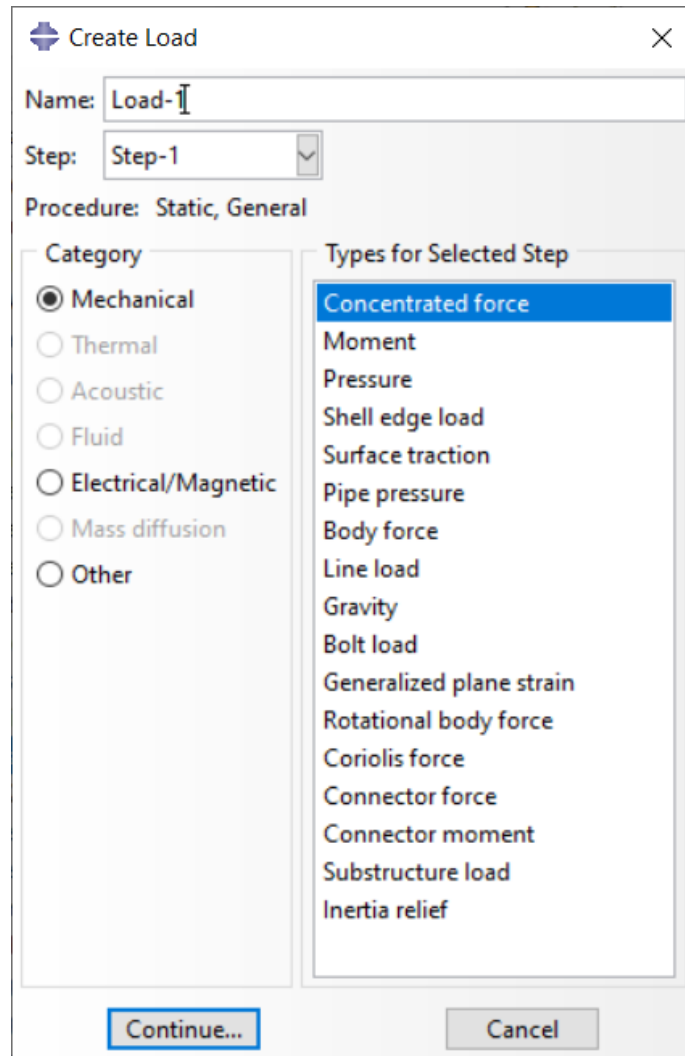 Create Load
Name: Load-1
Step: Step-1
Procedure: Static, General
Category
Mechanical
Thermal
Acoustic
Fluid
Electrical/Magnetic
Mass diffusion
Other
Types for Selected Step
Concentrated force
Moment
Pressure
Shell edge load
Surface traction
Pipe pressure
Body force
Line load
Gravity
Bolt load
Generalized plane strain
Rotational body force
Coriolis force
Connector force
Connector moment
Substructure load
Inertia relief
Continue...
Cancel